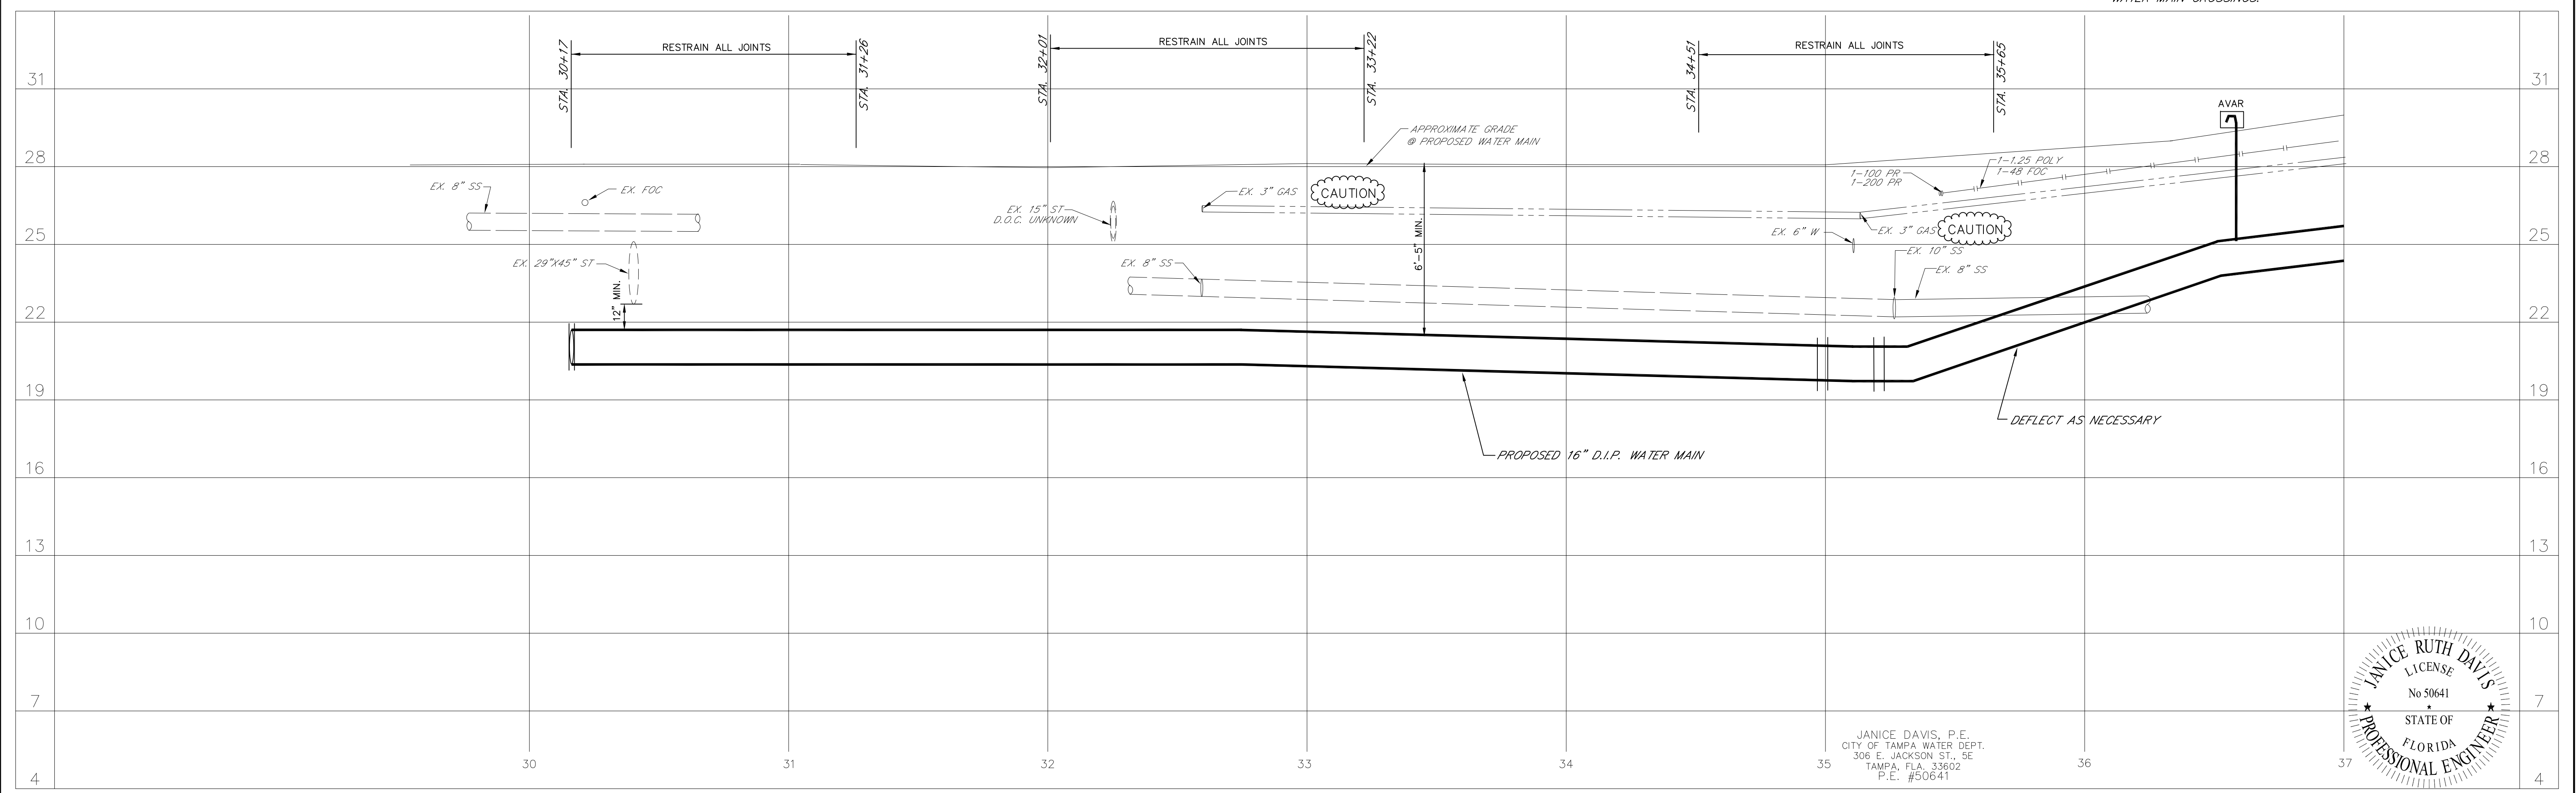 WATER MAIN CROSSINGS.
STA. 30+17
RESTRAIN ALL JOINTS
STA. 31+26
STA. 32+01
RESTRAIN ALL JOINTS
STA. 33+22
STA. 34+51
RESTRAIN ALL JOINTS
STA. 35+65
31
31
AVAR
APPROXIMATE GRADE
@ PROPOSED WATER MAIN
28
28
EX. 8" SS
EX. FOC
EX. 15" ST
D.O.C. UNKNOWN
EX. 3" GAS
CAUTION
1-100 PR
1-200 PR
1-1.25 POLY
1-48 FOC
6'-5" MIN.
25
25
EX. 6" W
EX. 3" GAS
CAUTION
EX. 29"X45" ST
12" MIN.
EX. 8" SS
EX. 10" SS
EX. 8" SS
22
22
19
19
DEFLECT AS NECESSARY
PROPOSED 16" D.I.P. WATER MAIN
16
16
13
13
10
10
7
7
4
4
30
31
32
33
34
35
36
37
JANICE DAVIS, P.E.
CITY OF TAMPA WATER DEPT.
306 E. JACKSON ST., 5E
TAMPA, FLA. 33602
P.E. #50641
JANICE RUTH DAVIS
LICENSE
No 50641
★
STATE OF
FLORIDA
★ PROFESSIONAL ENGINEER ★